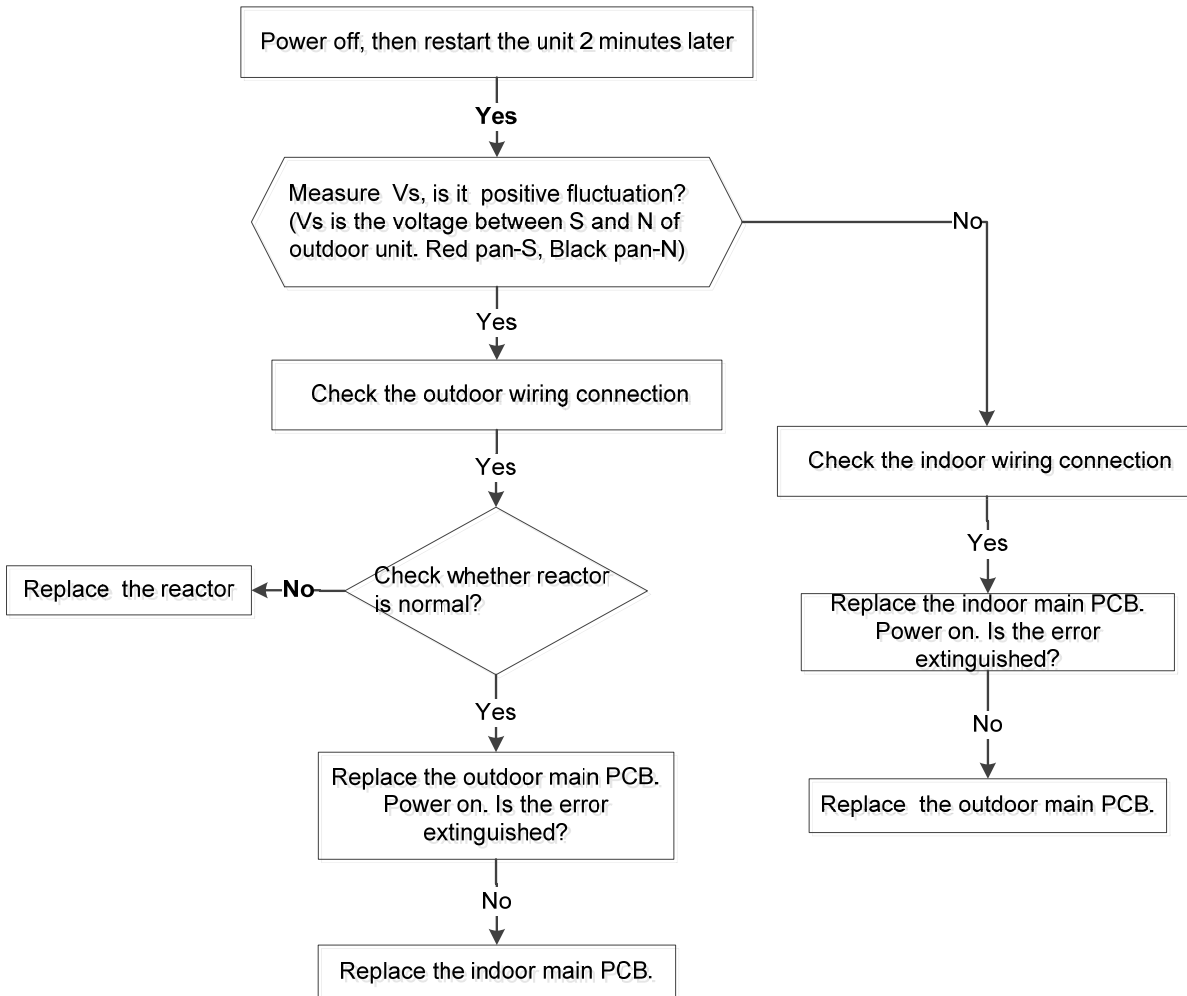 Power off, then restart the unit 2 minutes later
Yes
Measure Vs, is it positive fluctuation?
(Vs is the voltage between S and N of
outdoor unit. Red pan-S, Black pan-N)
No
Yes
Check the outdoor wiring connection
Yes
Check the indoor wiring connection
Yes
Check whether reactor
is normal?
No
Replace the reactor
Replace the indoor main PCB.
Power on. Is the error
extinguished?
Yes
No
Replace the outdoor main PCB.
Power on. Is the error
extinguished?
Replace the outdoor main PCB.
No
Replace the indoor main PCB.